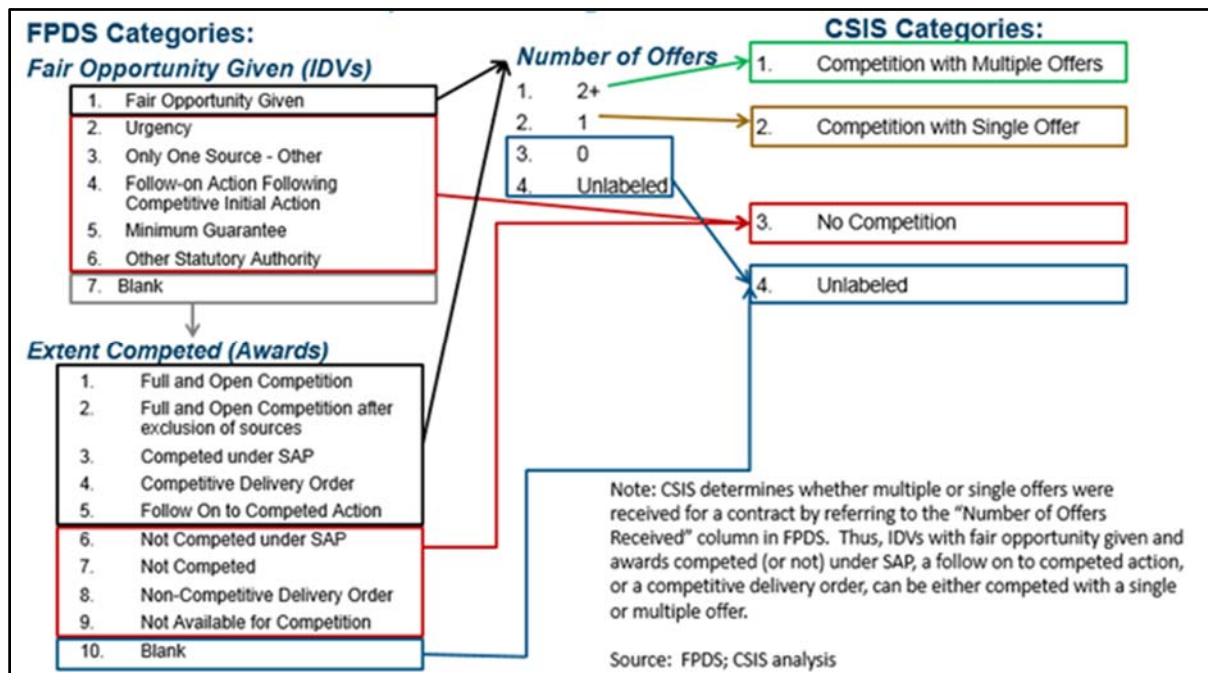 FPDS Categories:
Fair Opportunity Given (IDVs)
1. Fair Opportunity Given
2. Urgency
3. Only One Source - Other
4. Follow-on Action Following
Competitive Initial Action
5. Minimum Guarantee
6. Other Statutory Authority
7. Blank
Extent Competed (Awards)
1. Full and Open Competition
2. Full and Open Competition after
exclusion of sources
3. Competed under SAP
4. Competitive Delivery Order
5. Follow On to Competed Action
6. Not Competed under SAP
7. Not Competed
8. Non-Competitive Delivery Order
9. Not Available for Competition
10. Blank
Number of Offers
1. 2+
2. 1
3. 0
4. Unlabeled
CSIS Categories:
1. Competition with Multiple Offers
2. Competition with Single Offer
3. No Competition
4. Unlabeled
Note: CSIS determines whether multiple or single offers were
received for a contract by referring to the “Number of Offers
Received” column in FPDS. Thus, IDVs with fair opportunity given and
awards competed (or not) under SAP, a follow on to competed action,
or a competitive delivery order, can be either competed with a single
or multiple offer.
Source: FPDS; CSIS analysis